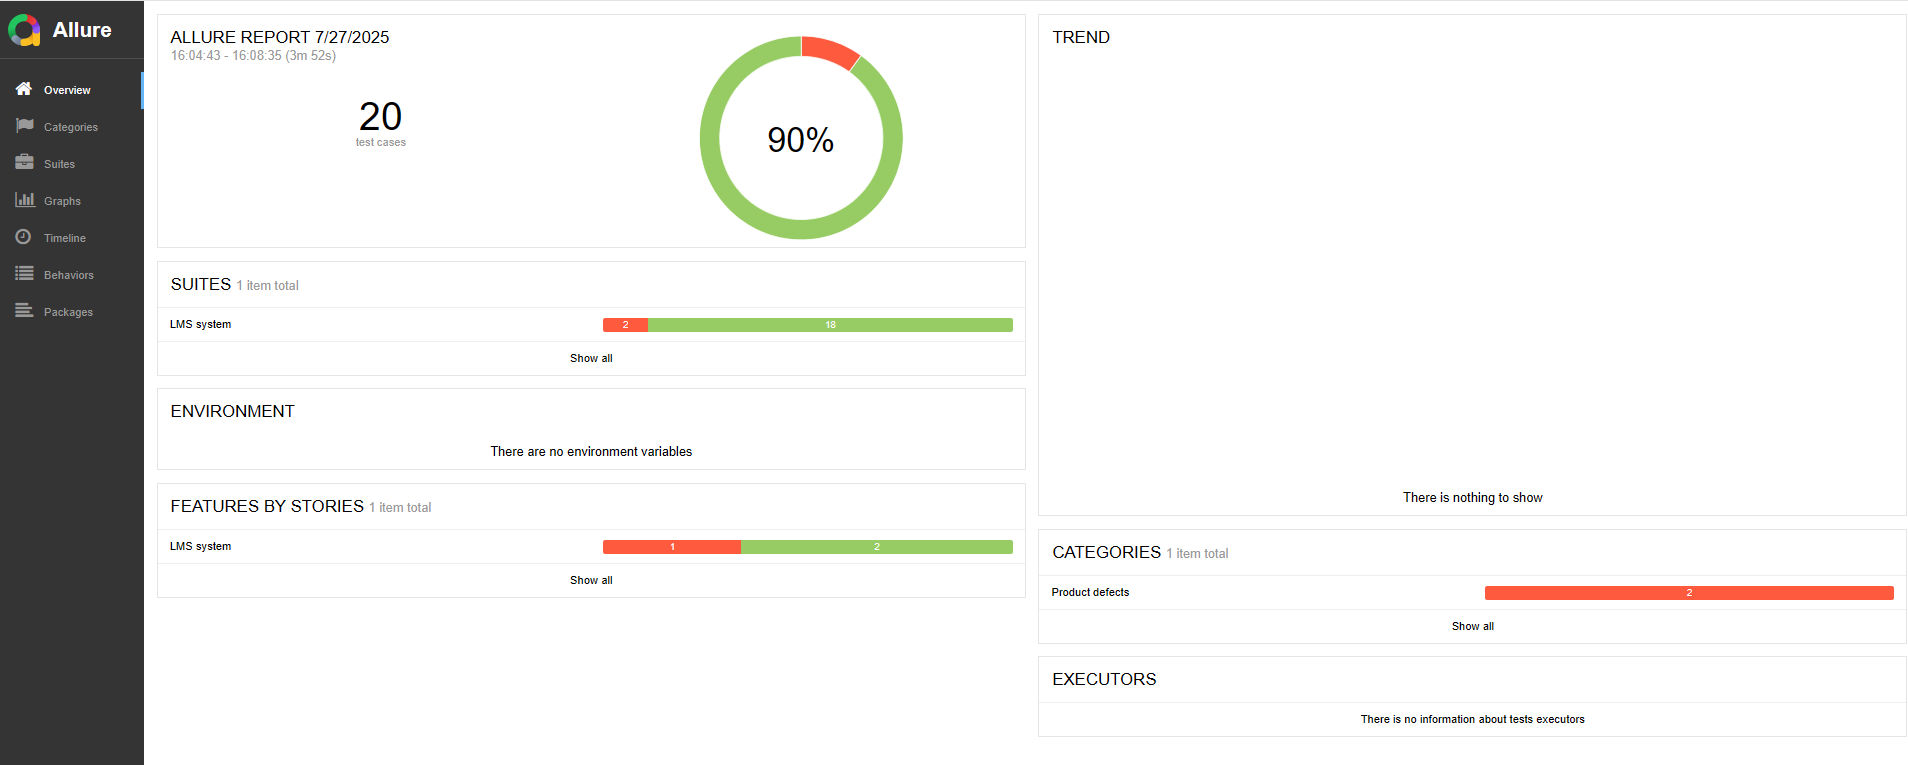 Allure
Overview
Categories
Suites
Graphs
Timeline
Behaviors
Packages
ALLURE REPORT 7/27/2025
16:04:43 - 16:08:35 (3m 52s)
20
test cases
90%
SUITES 1 item total
LMS system 2 18
Show all
ENVIRONMENT
There are no environment variables
FEATURES BY STORIES 1 item total
LMS system 1 2
Show all
TREND
There is nothing to show
CATEGORIES 1 item total
Product defects 2
Show all
EXECUTORS
There is no information about tests executors